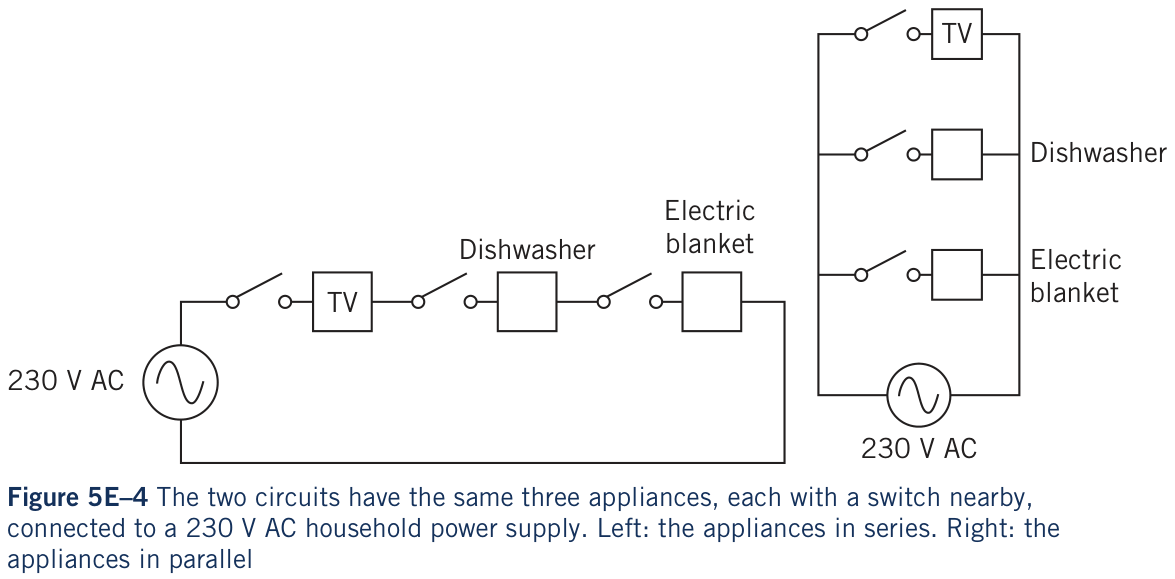 TV
Dishwasher
Electric
blanket
230 V AC
TV
Dishwasher
Electric
blanket
230 V AC
Figure 5E–4 The two circuits have the same three appliances, each with a switch nearby,
connected to a 230 V AC household power supply. Left: the appliances in series. Right: the
appliances in parallel